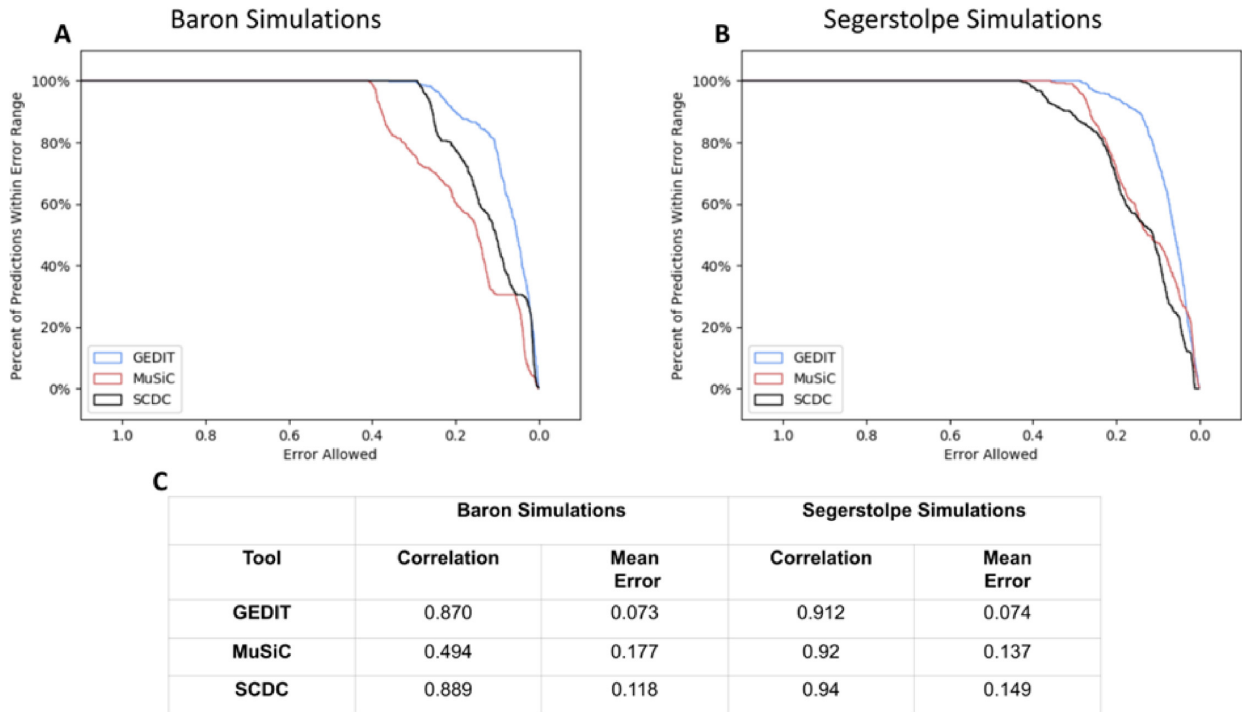 Baron Simulations
Segerstolpe Simulations
A
B
Percent of Predictions Within Error Range
100%
80%
60%
40%
20%
0%
GEDIT
MuSiC
SCDC
1.0 0.8 0.6 0.4 0.2 0.0
Error Allowed
Percent of Predictions Within Error Range
100%
80%
60%
40%
20%
0%
GEDIT
MuSiC
SCDC
1.0 0.8 0.6 0.4 0.2 0.0
Error Allowed
C
Baron Simulations Segerstolpe Simulations
Tool Correlation Mean Correlation Mean
Error Error
GEDIT 0.870 0.073 0.912 0.074
MuSiC 0.494 0.177 0.92 0.137
SCDC 0.889 0.118 0.94 0.149